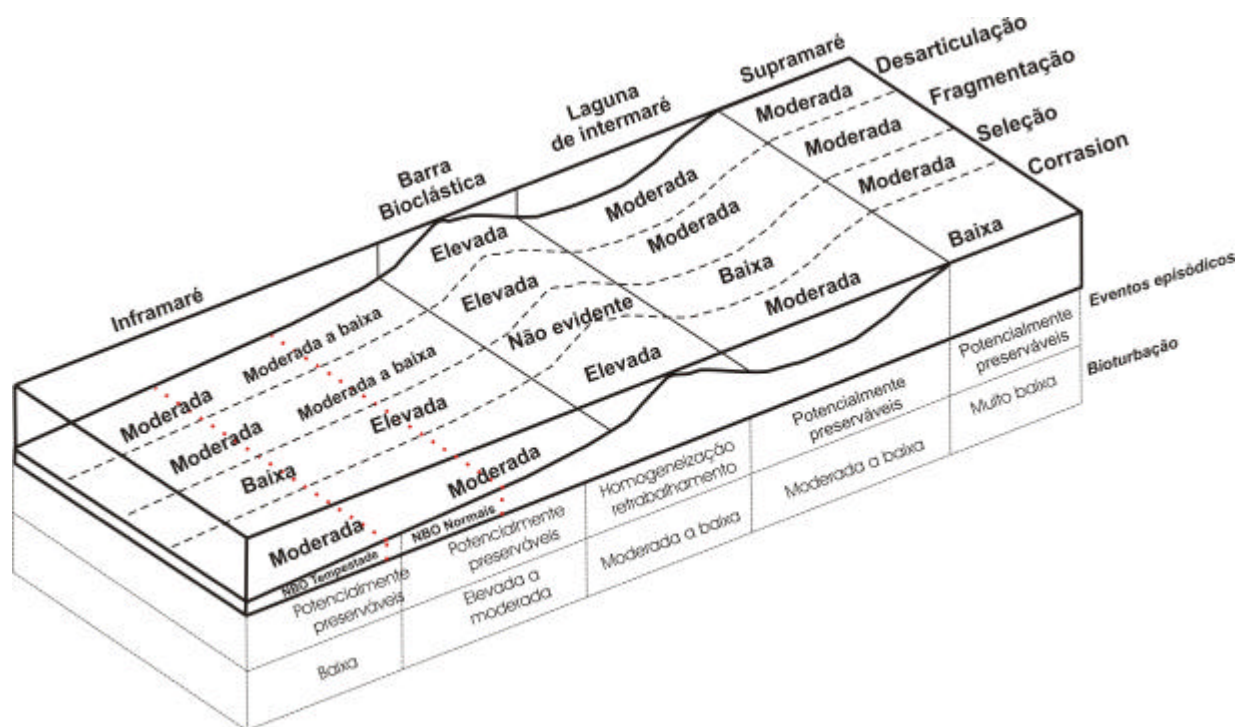 Supramaré
Desarticulação
Fragmentação
Seleção
Corrasion
Laguna
de intermaré
Barra
Bioclástica
Inframaré
Moderada
Moderada
Moderada
Baixa
Moderada
Moderada
Baixa
Moderada
Elevada
Elevada
Não evidente
Elevada
Moderada a baixa
Moderada a baixa
Elevada
Moderada
Moderada
Moderada
Baixa
Moderada
NBO Tempestade
NBO Normais
Eventos episódicos
Bioturbação
Potencialmente
preserváveis
Baixa
Potencialmente
preserváveis
Elevada a
moderada
Homogeneização
retrabalhamento
Moderada a baixa
Potencialmente
preserváveis
Moderada a baixa
Potencialmente
preserváveis
Muito baixa